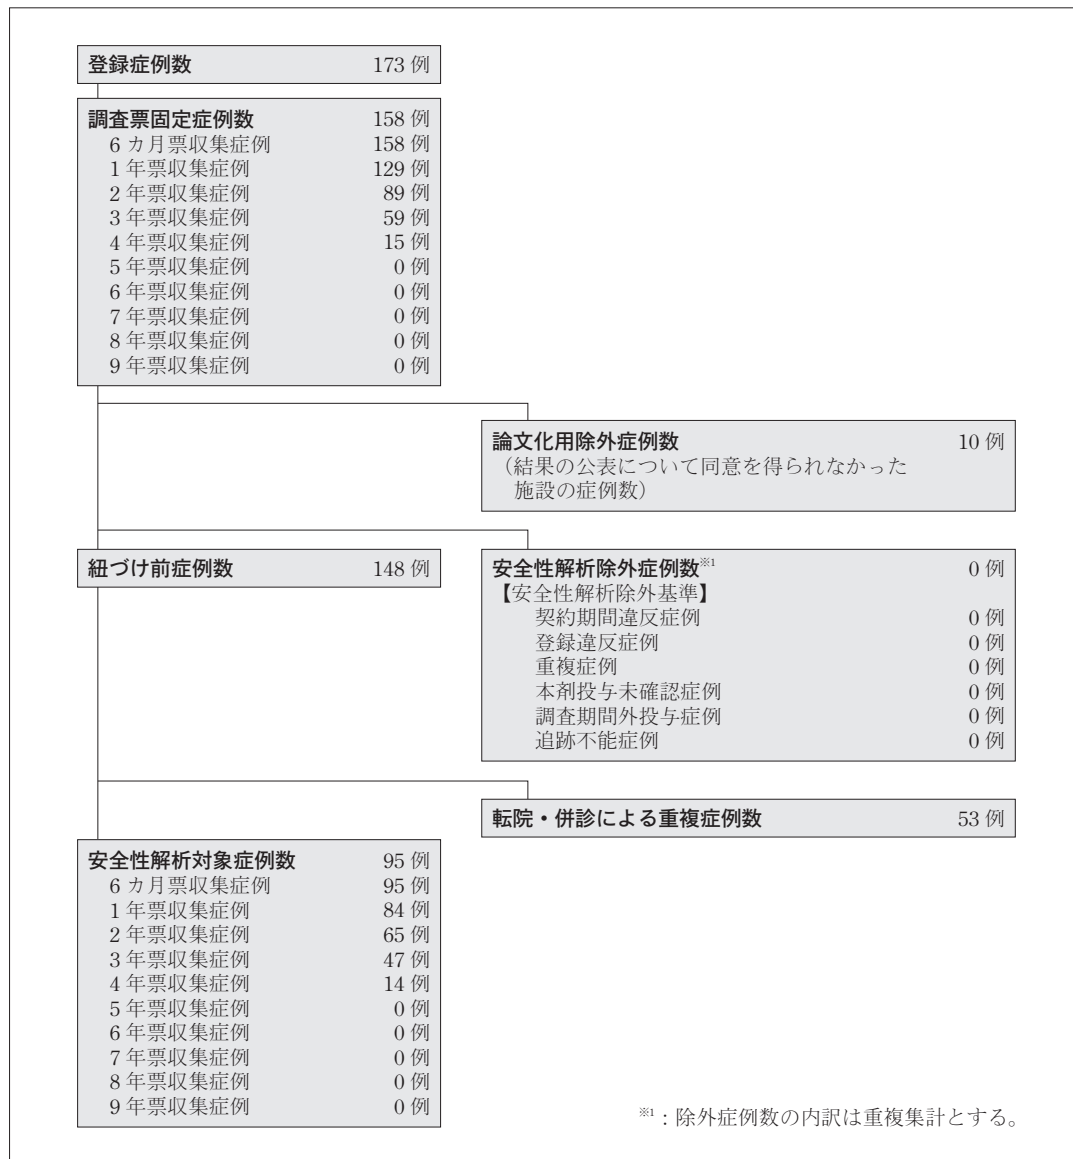 登録症例数 173 例
調査票固定症例数 158 例
6 カ月票収集症例 158 例
1 年票収集症例 129 例
2 年票収集症例 89 例
3 年票収集症例 59 例
4 年票収集症例 15 例
5 年票収集症例 0 例
6 年票収集症例 0 例
7 年票収集症例 0 例
8 年票収集症例 0 例
9 年票収集症例 0 例
論文化用除外症例数 10 例
（結果の公表について同意を得られなかった
施設の症例数）
紐づけ前症例数 148 例
安全性解析除外症例数※1 0 例
【安全性解析除外基準】
契約期間違反症例 0 例
登録違反症例 0 例
重複症例 0 例
本剤投与未確認症例 0 例
調査期間外投与症例 0 例
追跡不能症例 0 例
転院・併診による重複症例数 53 例
安全性解析対象症例数 95 例
6 カ月票収集症例 95 例
1 年票収集症例 84 例
2 年票収集症例 65 例
3 年票収集症例 47 例
4 年票収集症例 14 例
5 年票収集症例 0 例
6 年票収集症例 0 例
7 年票収集症例 0 例
8 年票収集症例 0 例
9 年票収集症例 0 例
※1：除外症例数の内訳は重複集計とする。